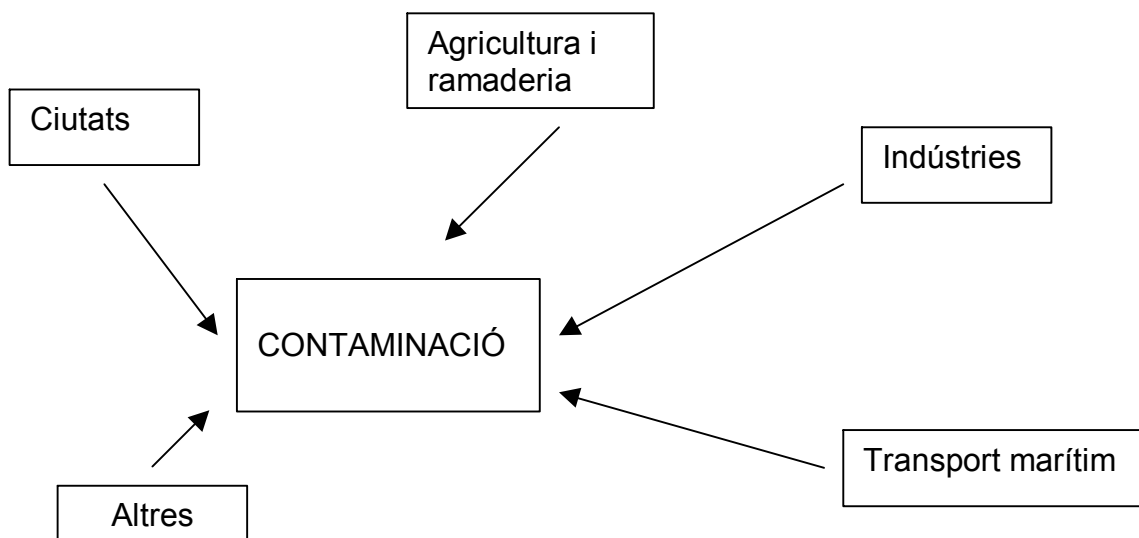 Agricultura i
ramaderia
Ciutats
Indústries
CONTAMINACIÓ
Transport marítim
Altres